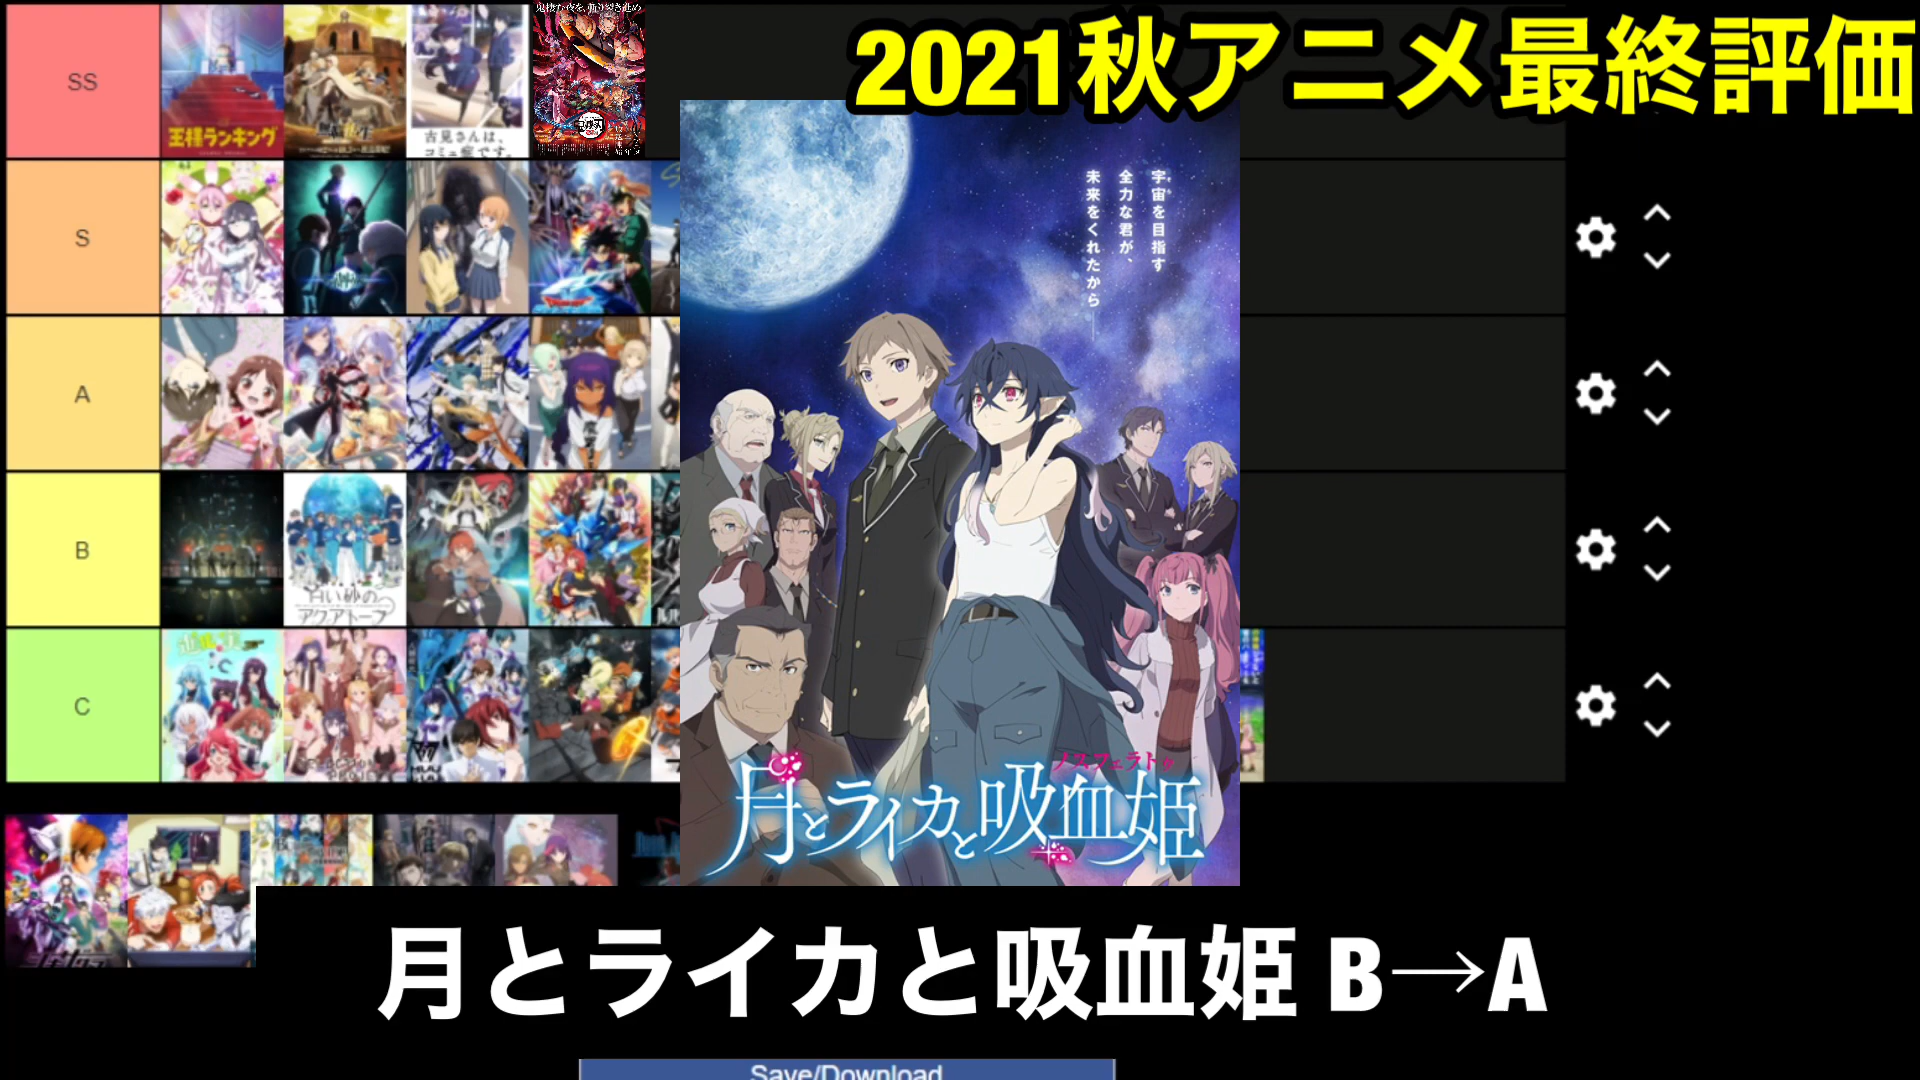 2021秋アニメ最終評価
SS
王様ランキング
古見さんは、
コミュ症です。
S
A
B
白い砂の
アクアトープ
C
宇宙を目指す
全力な君が、
未来をくれたから──
ノスフェラトゥ
月とライカと吸血姫
月とライカと吸血姫 B→A
Save/Download